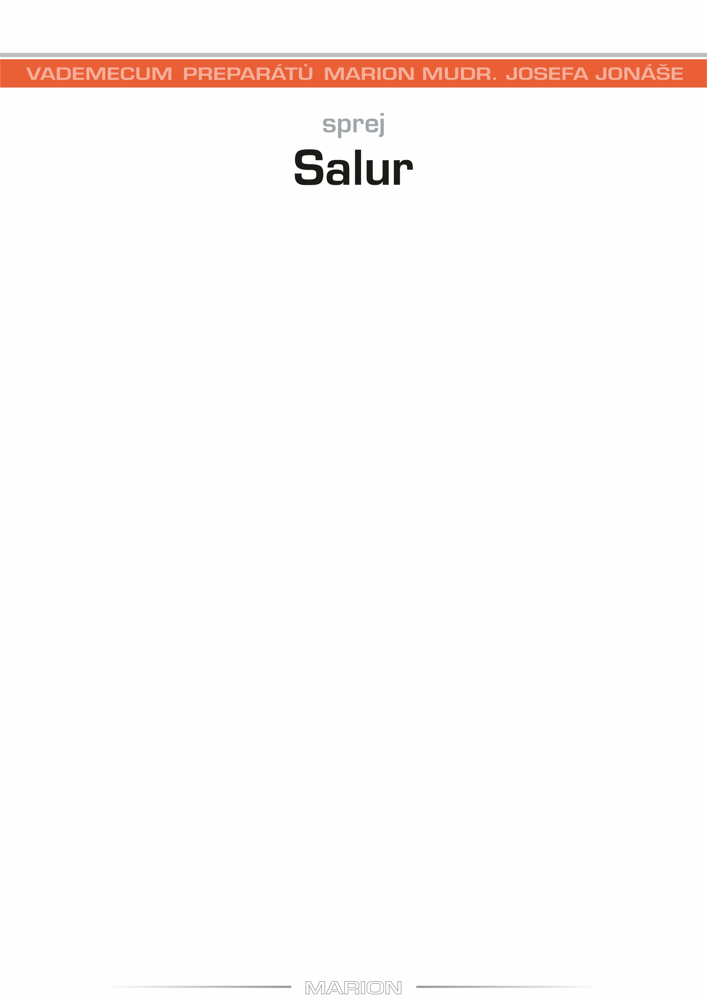 VADEMECUM PREPARÁTŮ MARION MUDR. JOSEFA JONÁŠE
sprej
Salur
MARION